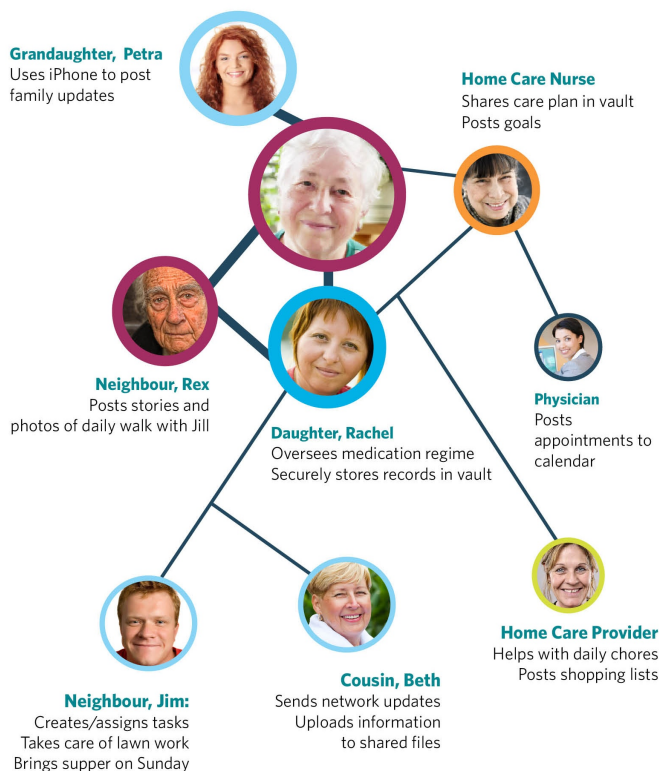 Grandaughter, Petra
Uses iPhone to post
family updates
Home Care Nurse
Shares care plan in vault
Posts goals
Neighbour, Rex
Posts stories and
photos of daily walk with Jill
Daughter, Rachel
Oversees medication regime
Securely stores records in vault
Physician
Posts
appointments to
calendar
Neighbour, Jim:
Creates/assigns tasks
Takes care of lawn work
Brings supper on Sunday
Cousin, Beth
Sends network updates
Uploads information
to shared files
Home Care Provider
Helps with daily chores
Posts shopping lists